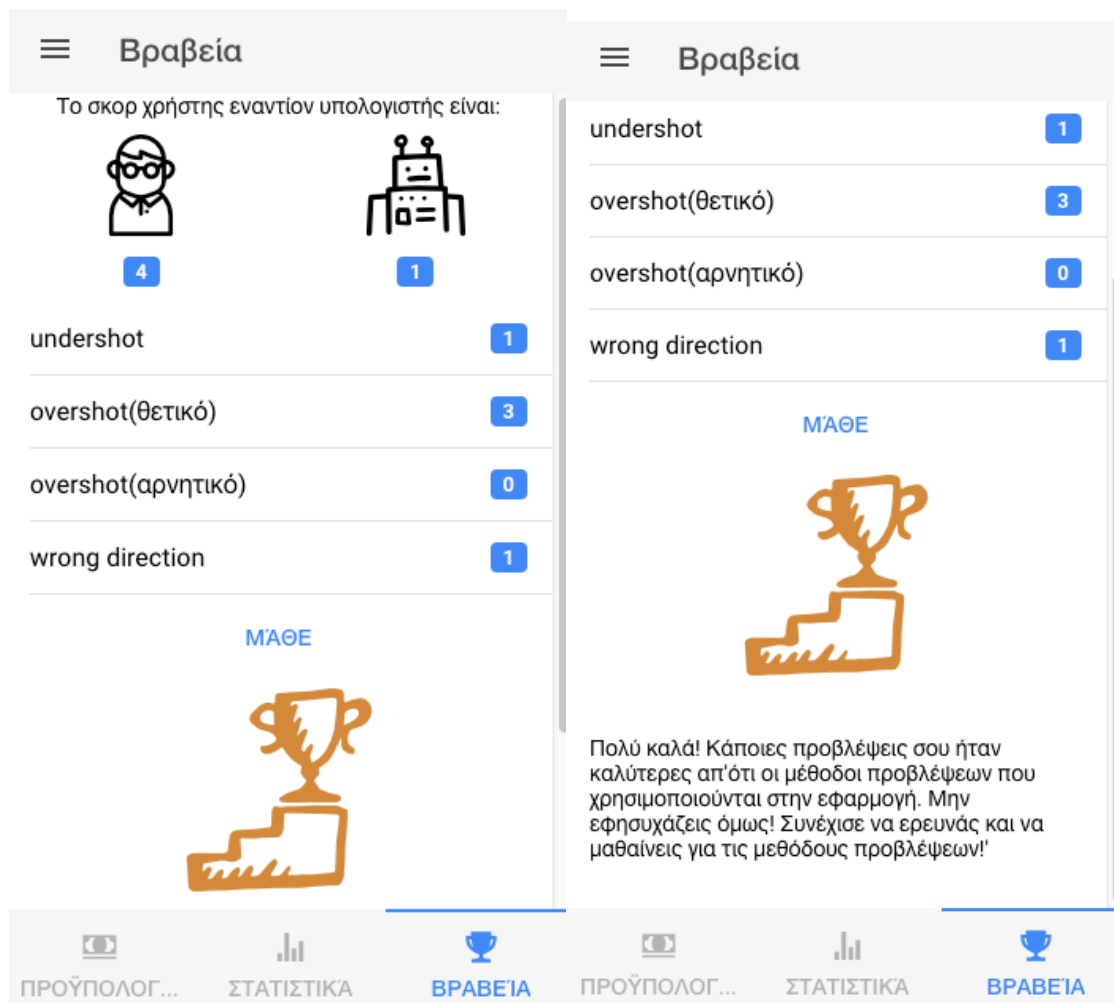 Βραβεία
Το σκορ χρήστης εναντίον υπολογιστής είναι:
4
1
undershot 1
overshot(θετικό) 3
overshot(αρνητικό) 0
wrong direction 1
ΜΆΘΕ
ΠΡΟΫΠΟΛΟΓ...
ΣΤΑΤΙΣΤΙΚΆ
ΒΡΑΒΕΊΑ
Βραβεία
undershot 1
overshot(θετικό) 3
overshot(αρνητικό) 0
wrong direction 1
ΜΆΘΕ
Πολύ καλά! Κάποιες προβλέψεις σου ήταν
καλύτερες απ'ότι οι μέθοδοι προβλέψεων που
χρησιμοποιούνται στην εφαρμογή. Μην
εφησυχάζεις όμως! Συνέχισε να ερευνάς και να
μαθαίνεις για τις μεθόδους προβλέψεων!'
ΠΡΟΫΠΟΛΟΓ...
ΣΤΑΤΙΣΤΙΚΆ
ΒΡΑΒΕΊΑ